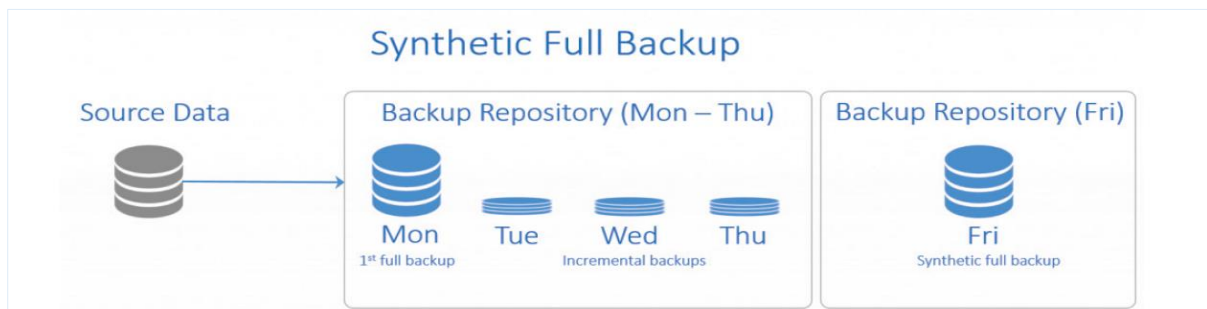 Synthetic Full Backup
Source Data
Backup Repository (Mon – Thu)
Mon
Tue
Wed
Thu
1st full backup
Incremental backups
Backup Repository (Fri)
Fri
Synthetic full backup